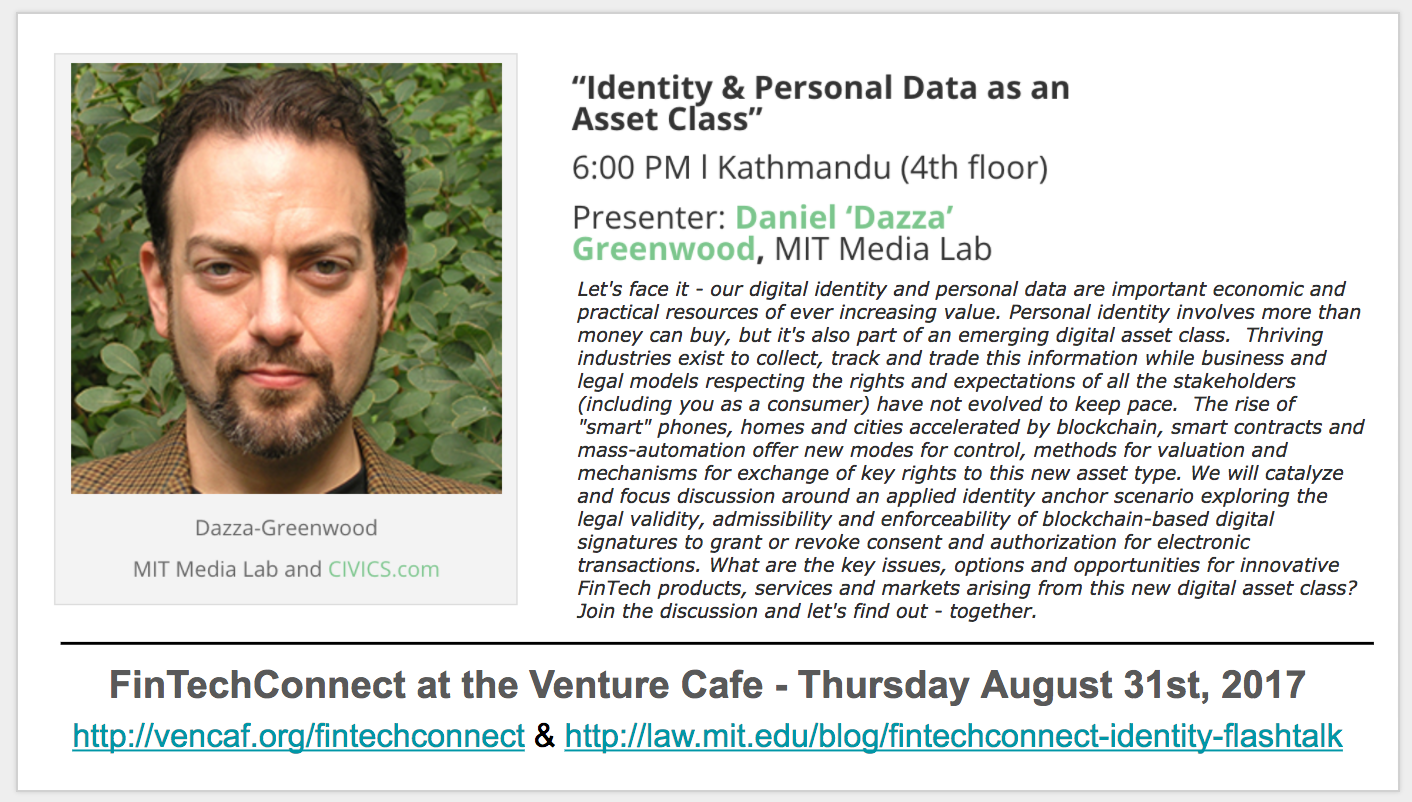 “Identity & Personal Data as an
Asset Class”
6:00 PM l Kathmandu (4th floor)
Presenter: Daniel ‘Dazza’
Greenwood, MIT Media Lab
Let's face it - our digital identity and personal data are important economic and
practical resources of ever increasing value. Personal identity involves more than
money can buy, but it's also part of an emerging digital asset class.  Thriving
industries exist to collect, track and trade this information while business and
legal models respecting the rights and expectations of all the stakeholders
(including you as a consumer) have not evolved to keep pace.  The rise of
"smart" phones, homes and cities accelerated by blockchain, smart contracts and
mass-automation offer new modes for control, methods for valuation and
mechanisms for exchange of key rights to this new asset type. We will catalyze
and focus discussion around an applied identity anchor scenario exploring the
legal validity, admissibility and enforceability of blockchain-based digital
signatures to grant or revoke consent and authorization for electronic
transactions. What are the key issues, options and opportunities for innovative
FinTech products, services and markets arising from this new digital asset class?
Join the discussion and let's find out - together.
Dazza-Greenwood
MIT Media Lab and CIVICS.com
FinTechConnect at the Venture Cafe - Thursday August 31st, 2017
http://vencaf.org/fintechconnect & http://law.mit.edu/blog/fintechconnect-identity-flashtalk